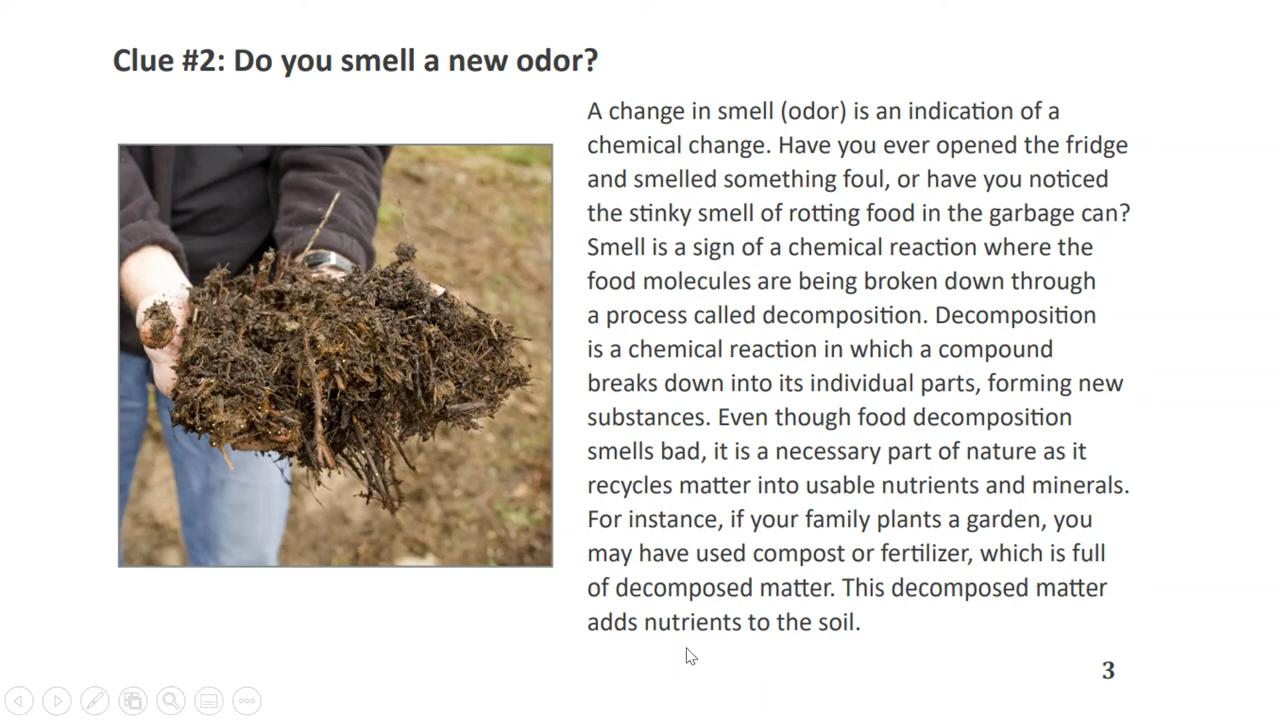 Clue #2: Do you smell a new odor?
A change in smell (odor) is an indication of a
chemical change. Have you ever opened the fridge
and smelled something foul, or have you noticed
the stinky smell of rotting food in the garbage can?
Smell is a sign of a chemical reaction where the
food molecules are being broken down through
a process called decomposition. Decomposition
is a chemical reaction in which a compound
breaks down into its individual parts, forming new
substances. Even though food decomposition
smells bad, it is a necessary part of nature as it
recycles matter into usable nutrients and minerals.
For instance, if your family plants a garden, you
may have used compost or fertilizer, which is full
of decomposed matter. This decomposed matter
adds nutrients to the soil.
3